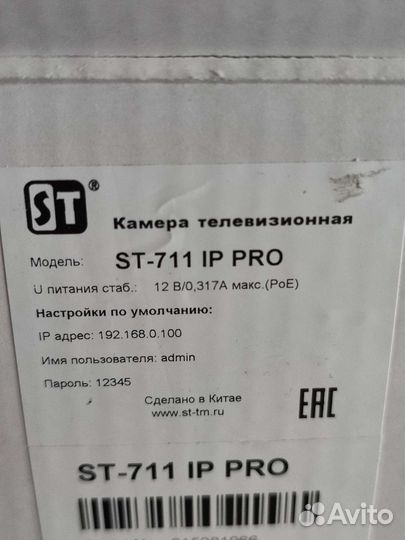 ST®
Камера телевизионная
Модель: ST-711 IP PRO
U питания стаб.: 12 В/0,317А макс.(PoE)
Настройки по умолчанию:
IP адрес: 192.168.0.100
Имя пользователя: admin
Пароль: 12345
Сделано в Китае
www.st-tm.ru
EAC
ST-711 IP PRO
Avito